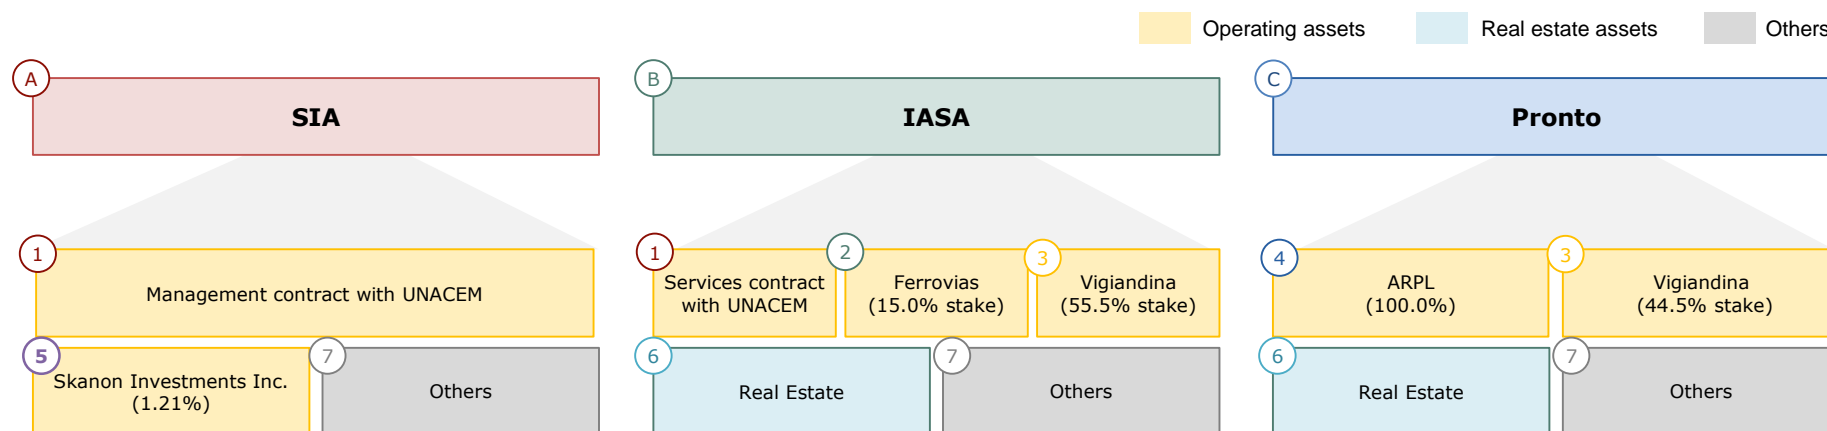 Operating assets
Real estate assets
Others
A
SIA
B
IASA
C
Pronto
1
Management contract with UNACEM
1
Services contract
with UNACEM
2
Ferrovias
(15.0% stake)
3
Vigiandina
(55.5% stake)
4
ARPL
(100.0%)
3
Vigiandina
(44.5% stake)
5
Skanon Investments Inc.
(1.21%)
7
Others
6
Real Estate
7
Others
6
Real Estate
7
Others